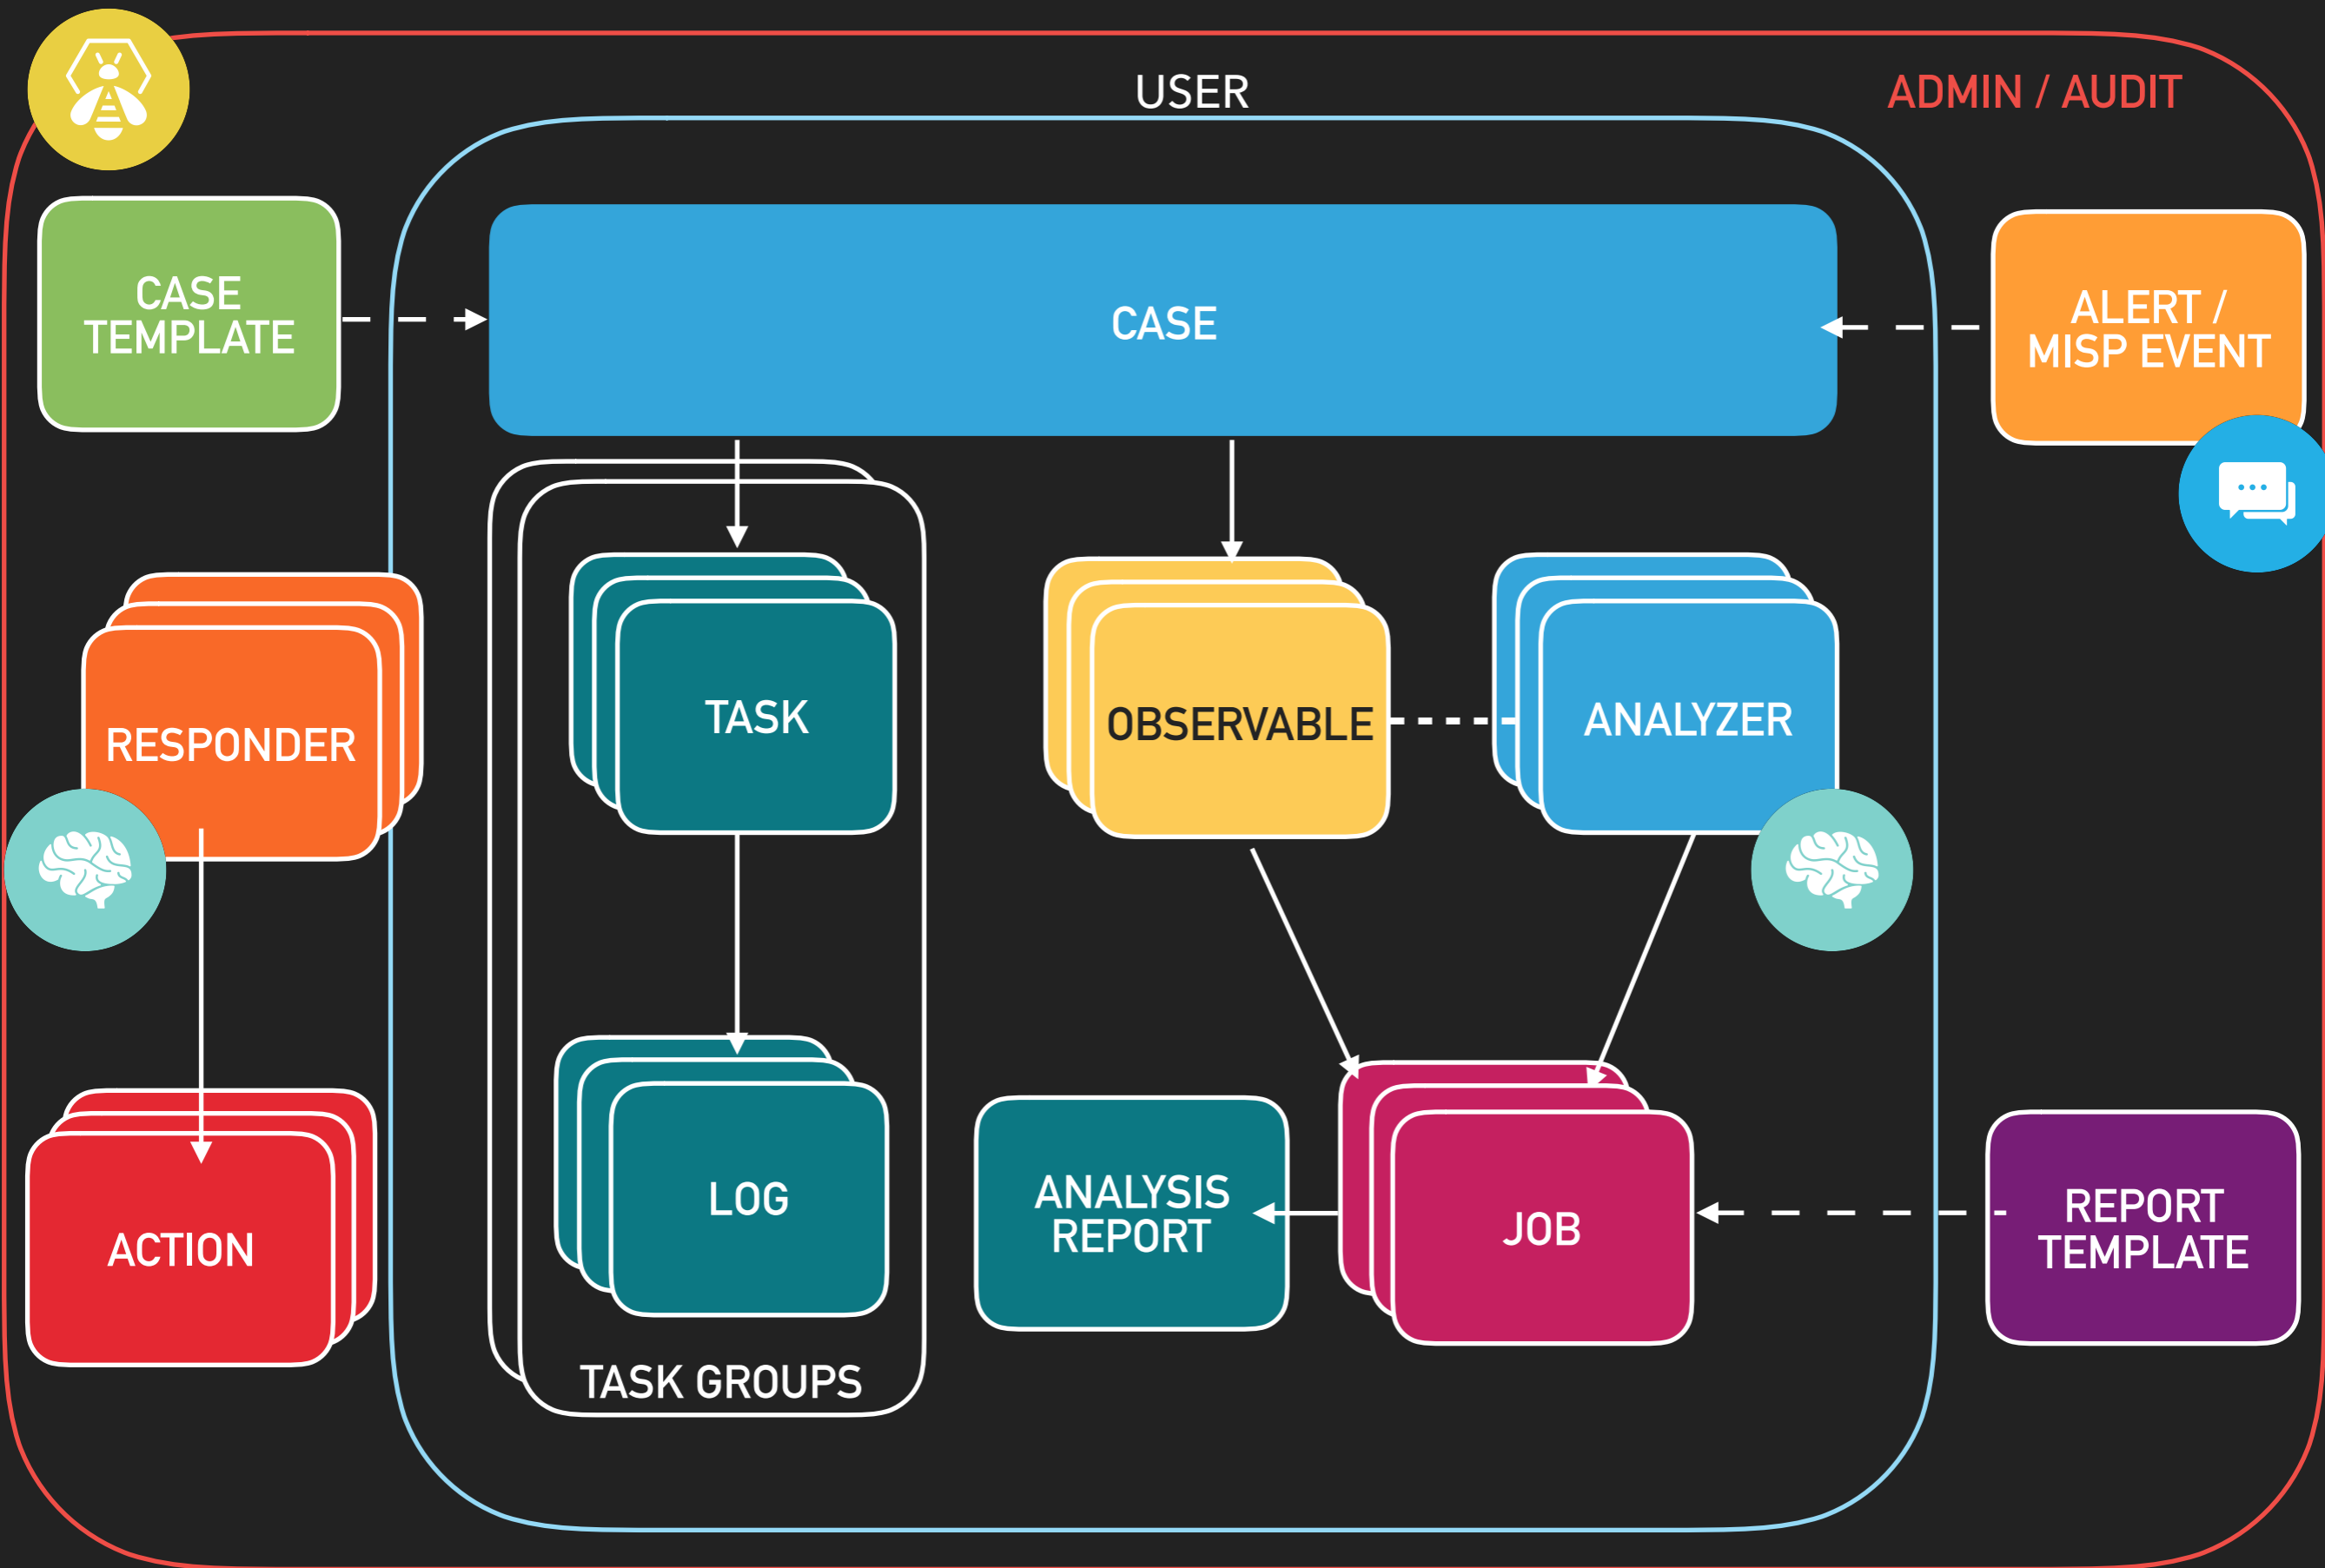 USER
ADMIN / AUDIT
CASE
TEMPLATE
CASE
ALERT /
MISP EVENT
RESPONDER
TASK
OBSERVABLE
ANALYZER
ACTION
LOG
ANALYSIS
REPORT
JOB
REPORT
TEMPLATE
TASK GROUPS